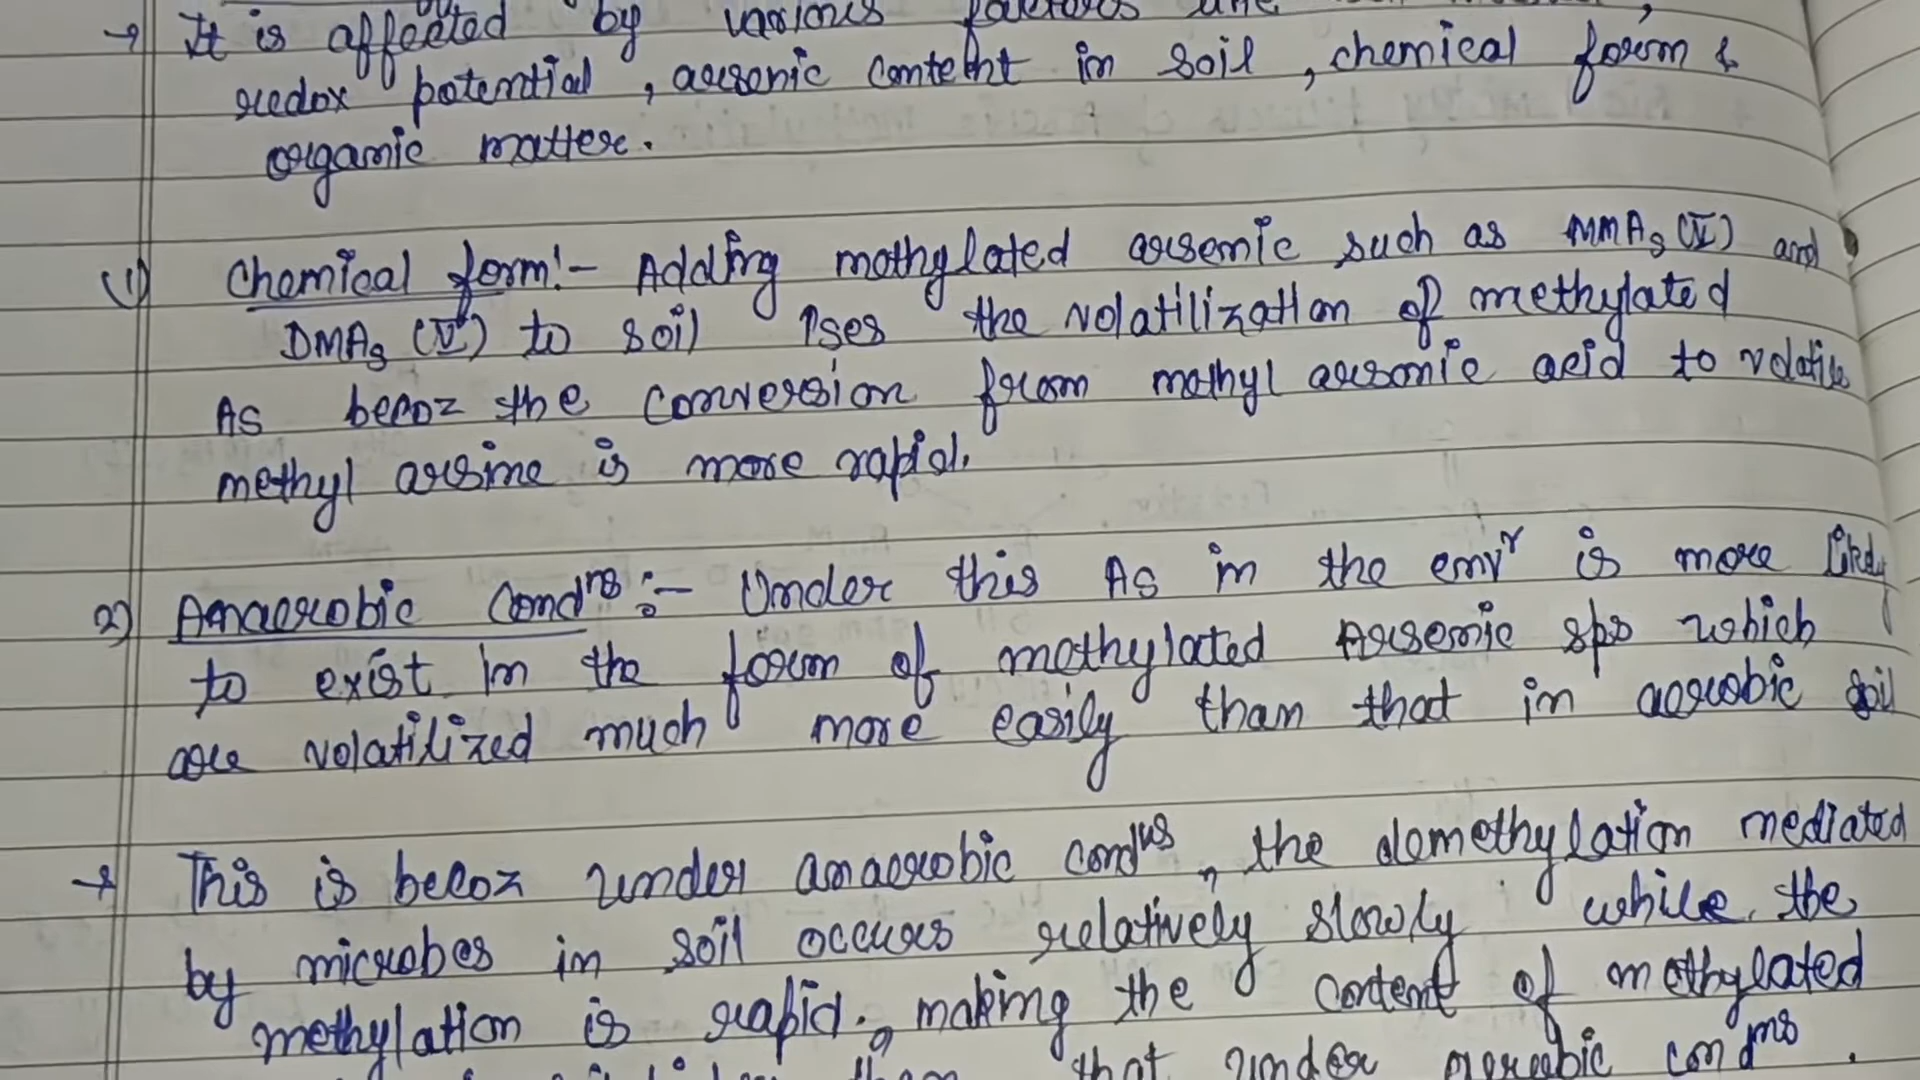 → It is affected by various factors like
redox potential, arsenic content in soil, chemical form &
organic matter.
(1) Chemical form:- Adding methylated arsenic such as MMAs (V) and
DMAs (V) to soil ↑ses the volatilization of methylated
As becoz the conversion from methyl arsonic acid to volatile
methyl arsine is more rapid.
2) Anaerobic Condns :- Under this As in the envr is more likely
to exist in the form of methylated Arsenic sps which
are volatilized much more easily than that in aerobic soil
→ This is becoz under anaerobic condns, the demethylation mediated
by microbes in soil occurs relatively slowly while the
methylation is rapid, making the content of methylated
than that under aerobic condns.